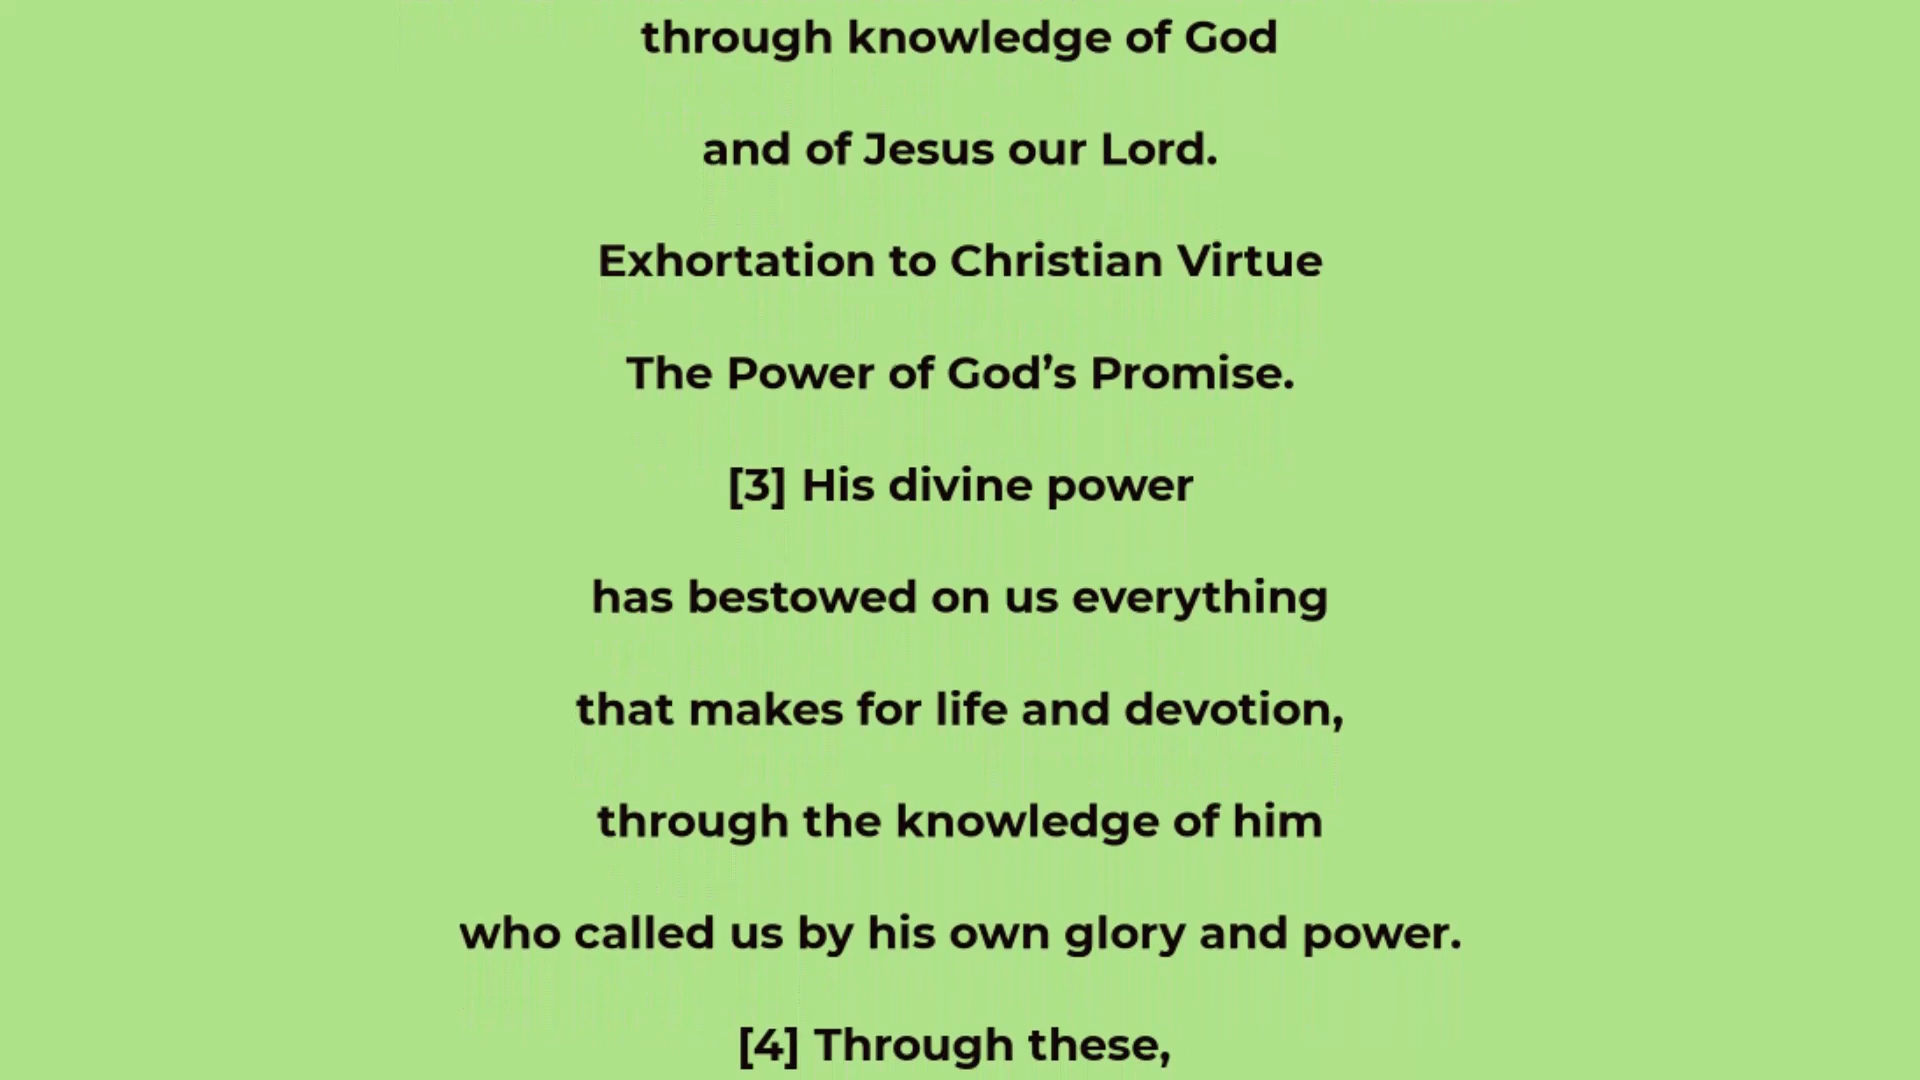 through knowledge of God
and of Jesus our Lord.
Exhortation to Christian Virtue
The Power of God’s Promise.
[3] His divine power
has bestowed on us everything
that makes for life and devotion,
through the knowledge of him
who called us by his own glory and power.
[4] Through these,